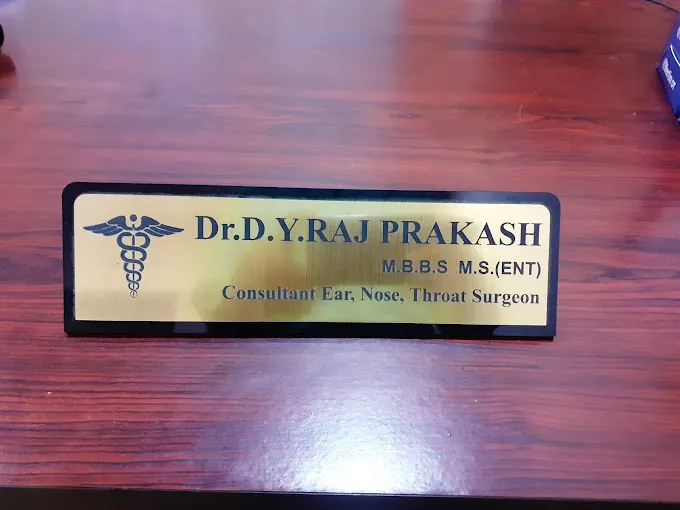 Dr.D.Y.RAJ PRAKASH
M.B.B.S M.S.(ENT)
Consultant Ear, Nose, Throat Surgeon